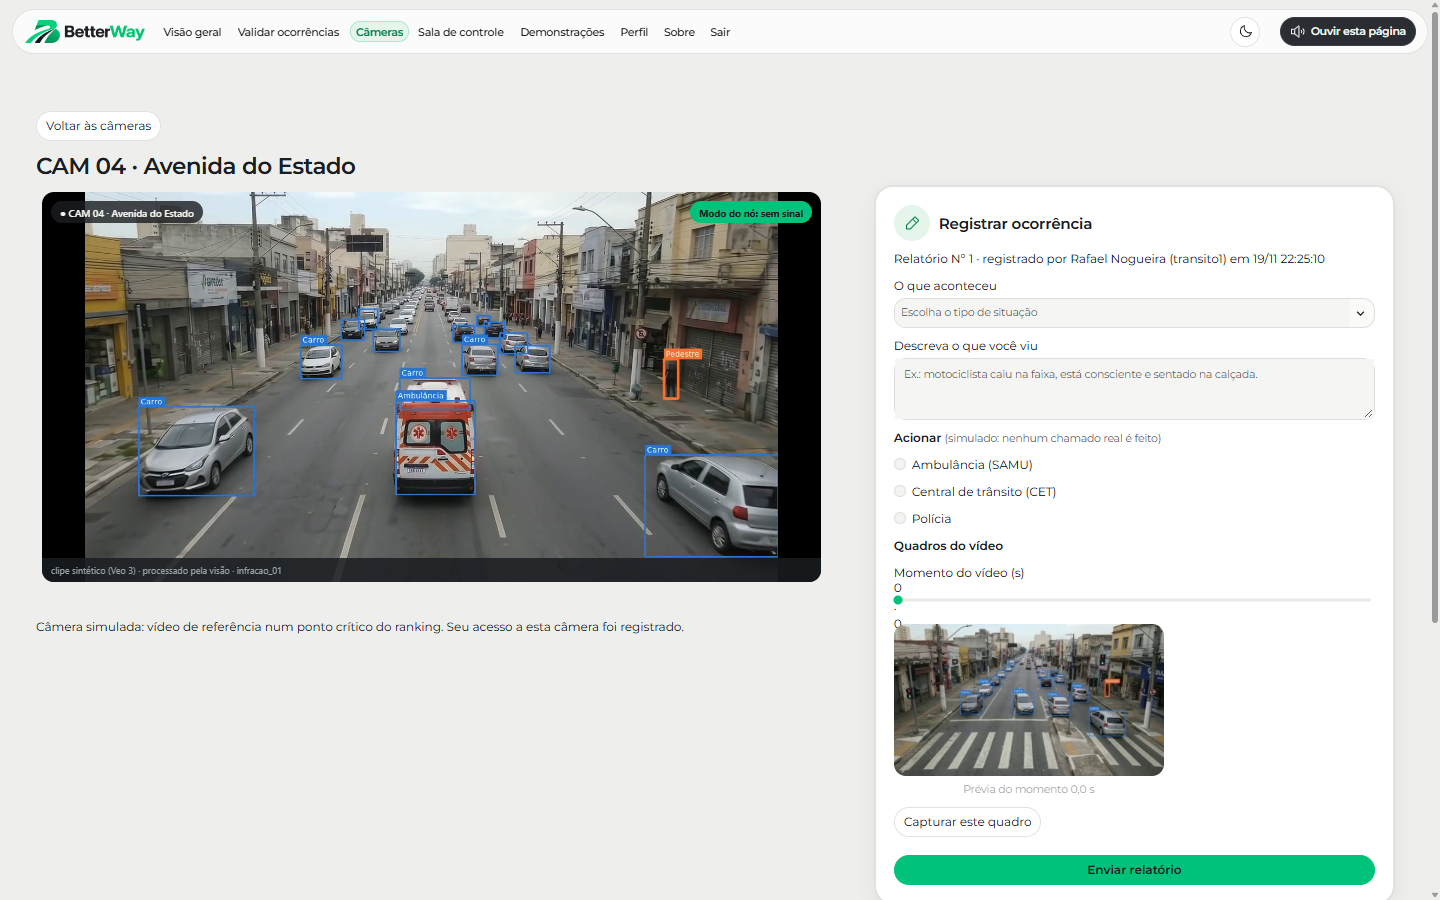 BetterWay
Visão geral
Validar ocorrências
Câmeras
Sala de controle
Demonstrações
Perfil
Sobre
Sair
Ouvir esta página
Voltar às câmeras
CAM 04 · Avenida do Estado
● CAM 04 · Avenida do Estado
Modo do nó: sem sinal
Carro
Carro
Pedestre
Carro
Ambulância
Carro
Carro
clipe sintético (Veo 3) · processado pela visão · infracao_01
Câmera simulada: vídeo de referência num ponto crítico do ranking. Seu acesso a esta câmera foi registrado.
Registrar ocorrência
Relatório Nº 1 · registrado por Rafael Nogueira (transito1) em 19/11 22:25:10
O que aconteceu
Escolha o tipo de situação
Descreva o que você viu
Ex.: motociclista caiu na faixa, está consciente e sentado na calçada.
Acionar (simulado: nenhum chamado real é feito)
Ambulância (SAMU)
Central de trânsito (CET)
Polícia
Quadros do vídeo
Momento do vídeo (s)
0
.
0
Prévia do momento 0,0 s
Capturar este quadro
Enviar relatório